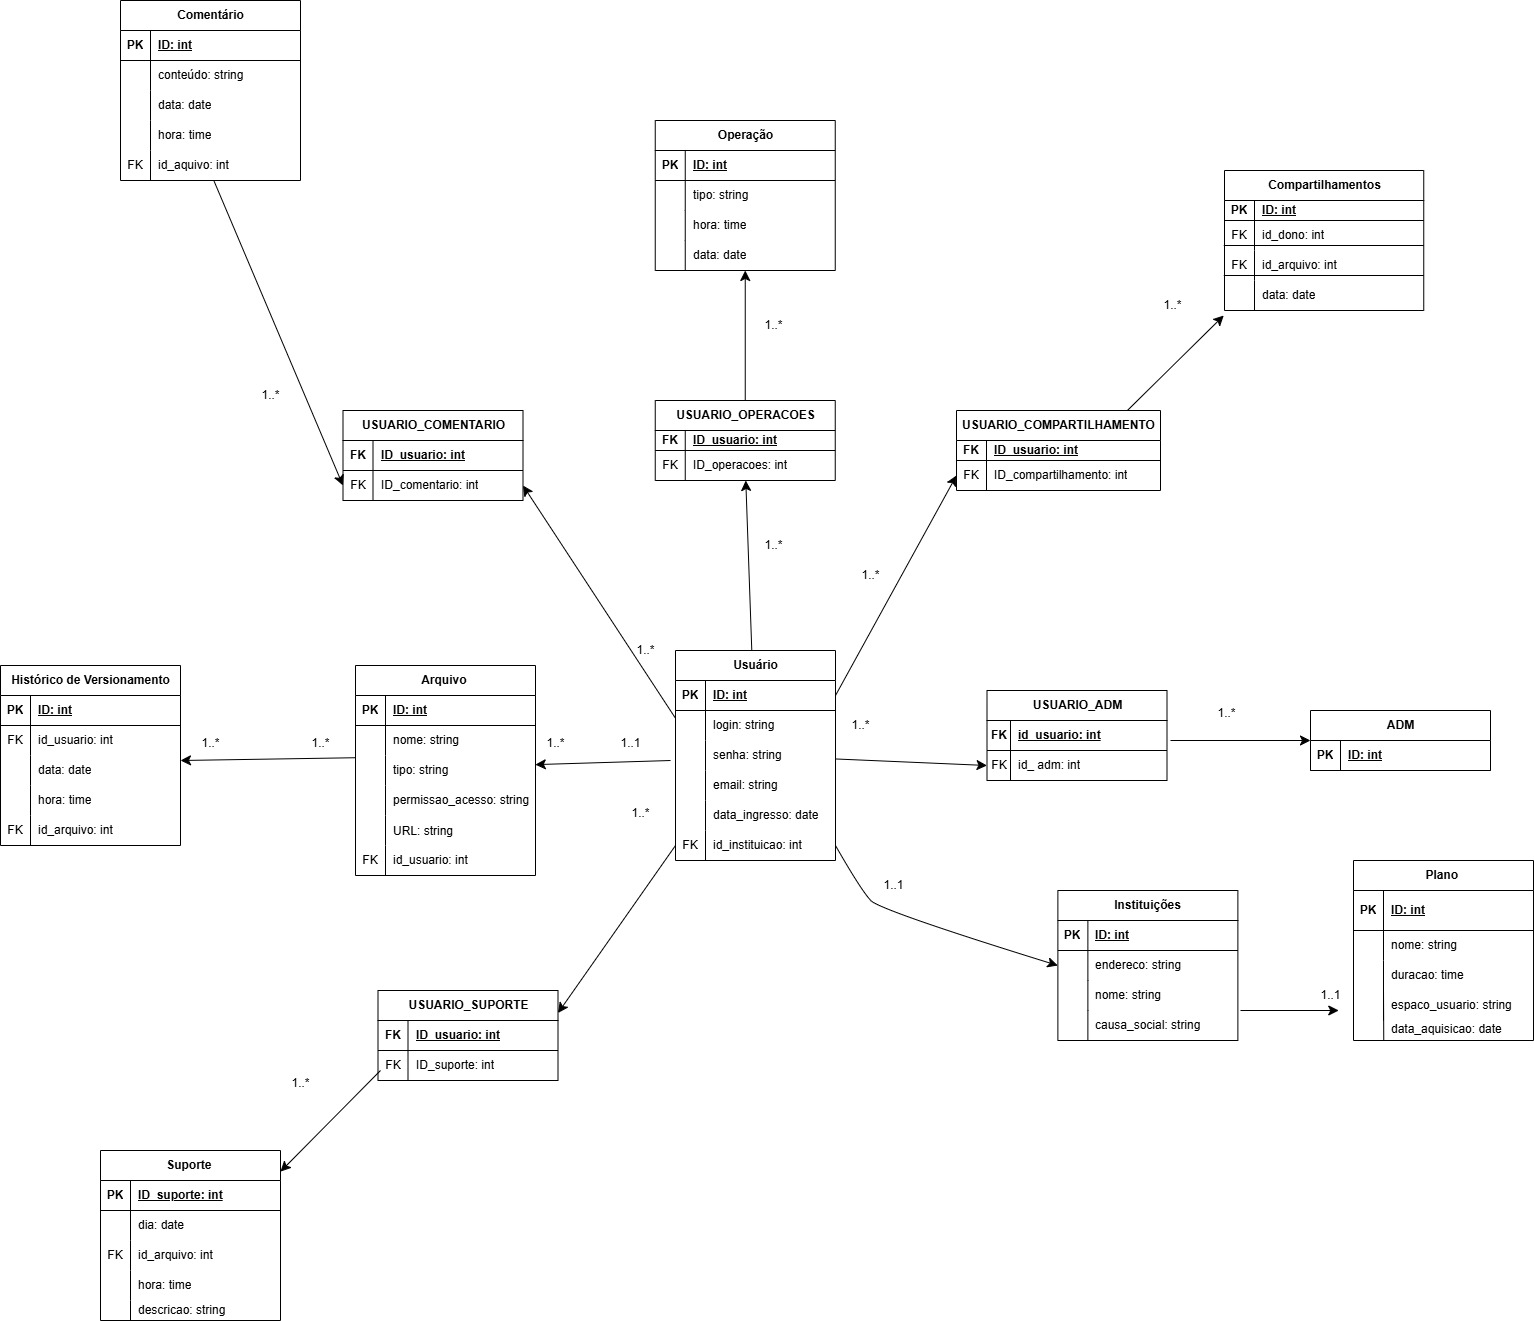 Comentário
PK ID: int
conteúdo: string
data: date
hora: time
FK id_aquivo: int
Operação
PK ID: int
tipo: string
hora: time
data: date
Compartilhamentos
PK ID: int
FK id_dono: int
FK id_arquivo: int
data: date
1..*
1..*
1..*
USUARIO_COMENTARIO
FK ID_usuario: int
FK ID_comentario: int
USUARIO_OPERACOES
FK ID_usuario: int
FK ID_operacoes: int
USUARIO_COMPARTILHAMENTO
FK ID_usuario: int
FK ID_compartilhamento: int
1..*
1..*
1..*
Histórico de Versionamento
PK ID: int
FK id_usuario: int
data: date
hora: time
FK id_arquivo: int
1..*
1..*
Arquivo
PK ID: int
nome: string
tipo: string
permissao_acesso: string
URL: string
FK id_usuario: int
1..*
1..1
1..*
Usuário
PK ID: int
login: string
senha: string
email: string
data_ingresso: date
FK id_instituicao: int
1..*
USUARIO_ADM
FK id_usuario: int
FK id_ adm: int
1..*
ADM
PK ID: int
1..1
Instituições
PK ID: int
endereco: string
nome: string
causa_social: string
1..1
Plano
PK ID: int
nome: string
duracao: time
espaco_usuario: string
data_aquisicao: date
USUARIO_SUPORTE
FK ID_usuario: int
FK ID_suporte: int
1..*
Suporte
PK ID_suporte: int
dia: date
FK id_arquivo: int
hora: time
descricao: string